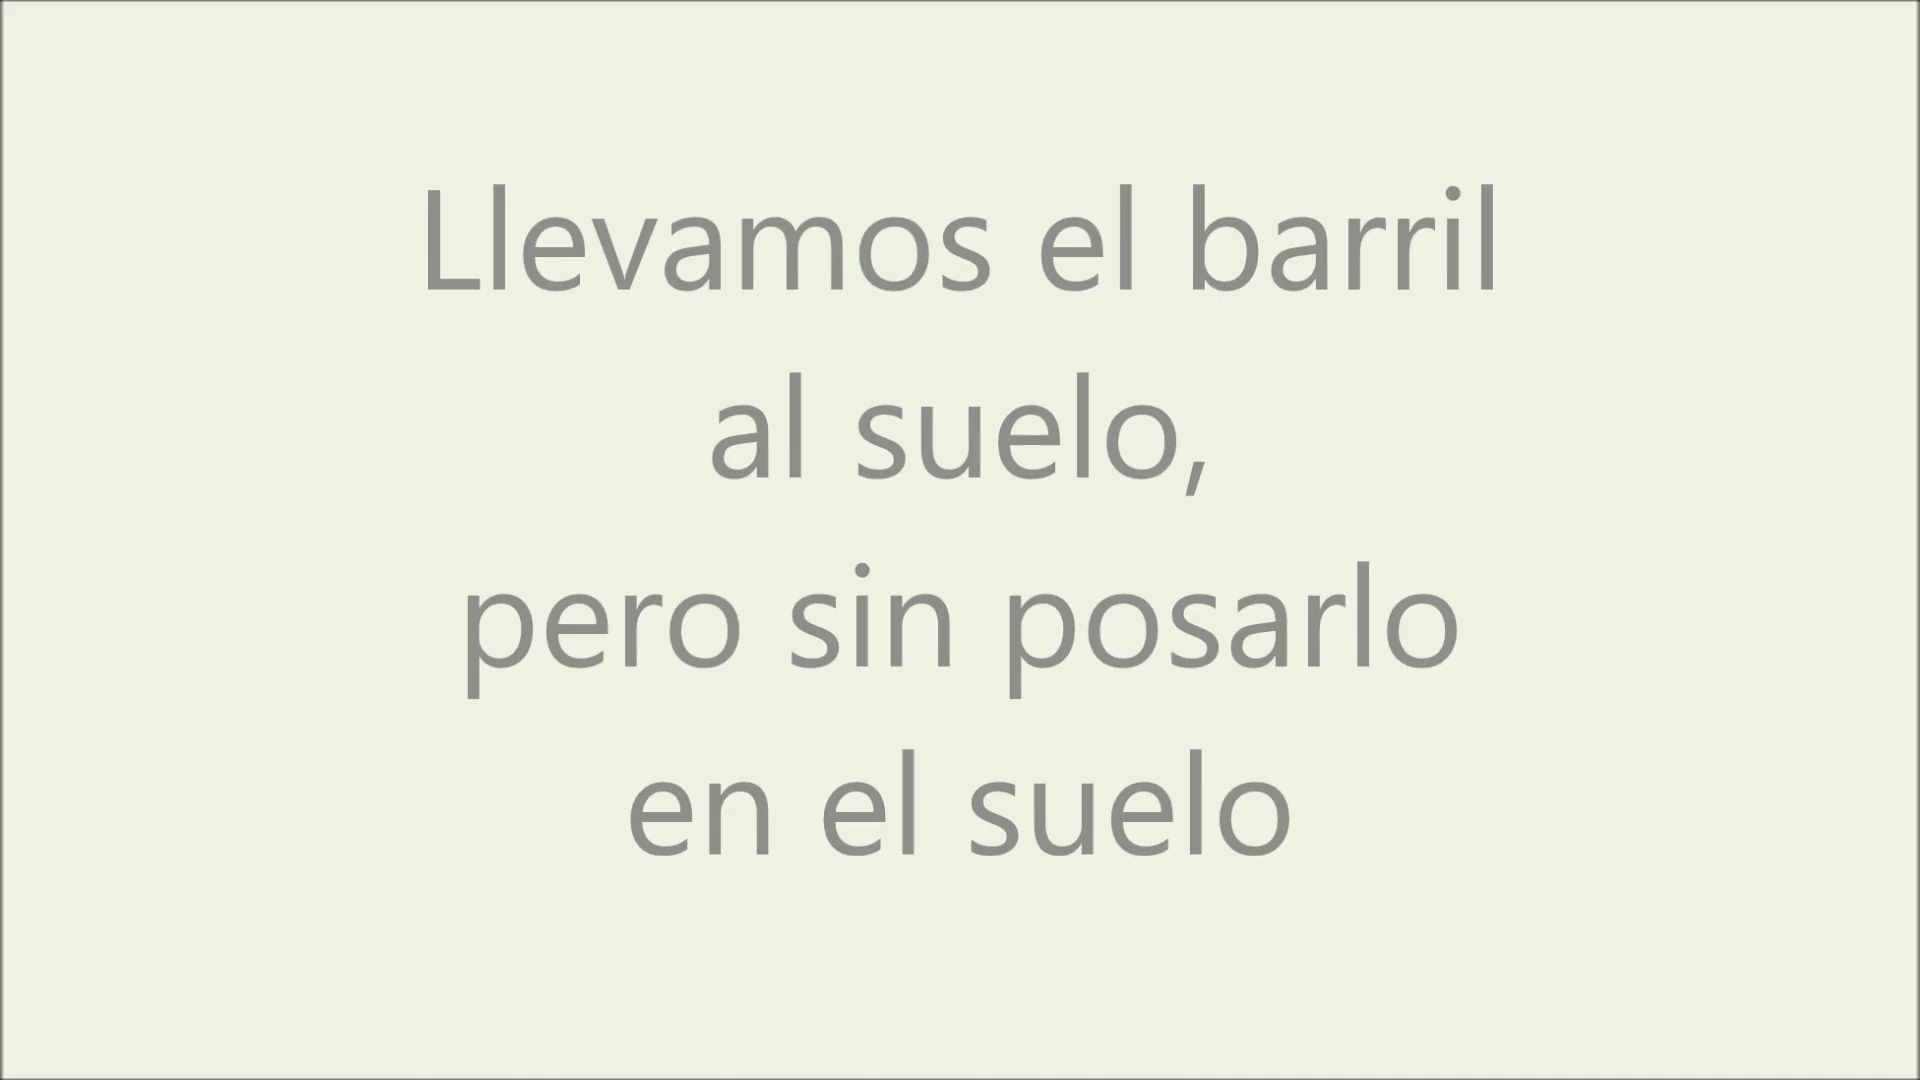 Llevamos el barril
al suelo,
pero sin posarlo
en el suelo